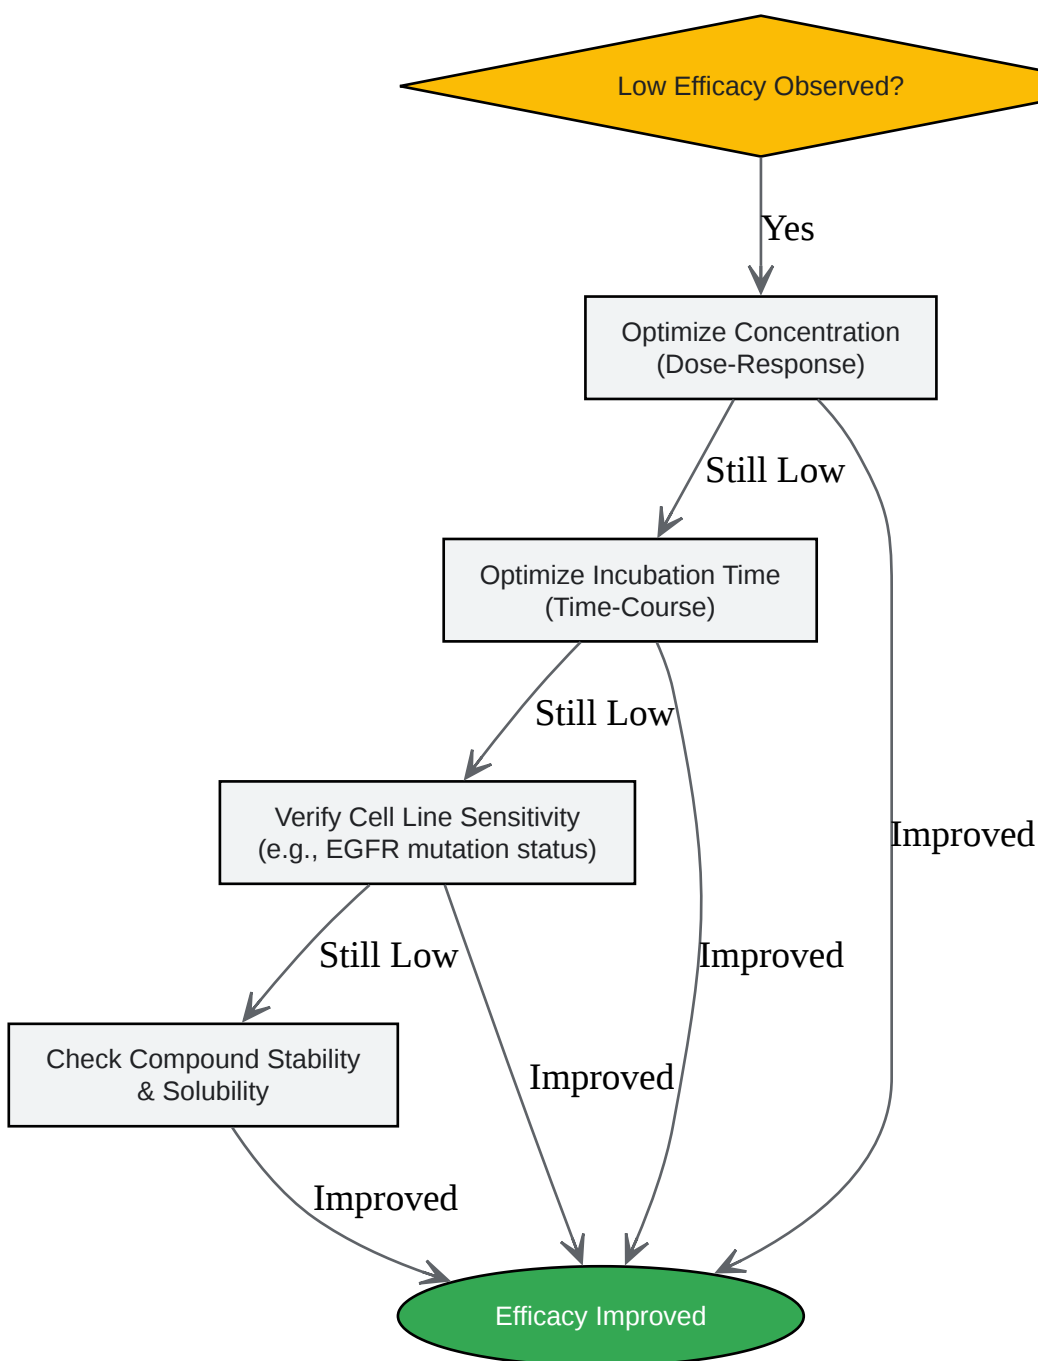 Low Efficacy Observed?
Yes
Optimize Concentration
(Dose-Response)
Still Low
Optimize Incubation Time
(Time-Course)
Still Low
Verify Cell Line Sensitivity
(e.g., EGFR mutation status)
Improved
Still Low
Improved
Check Compound Stability
& Solubility
Improved
Improved
Efficacy Improved